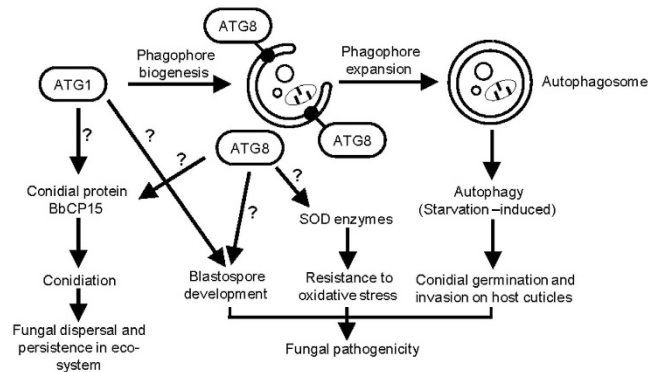 ATG8
Phagophore
biogenesis
Phagophore
expansion
ATG1
Autophagosome
ATG8
?
?
ATG8
?
?
?
Conidial protein
BbCP15
SOD enzymes
Autophagy
(Starvation–induced)
Conidiation
Blastospore
development
Resistance to
oxidative stress
Conidial germination and
invasion on host cuticles
Fungal dispersal and
persistence in eco-
system
Fungal pathogenicity